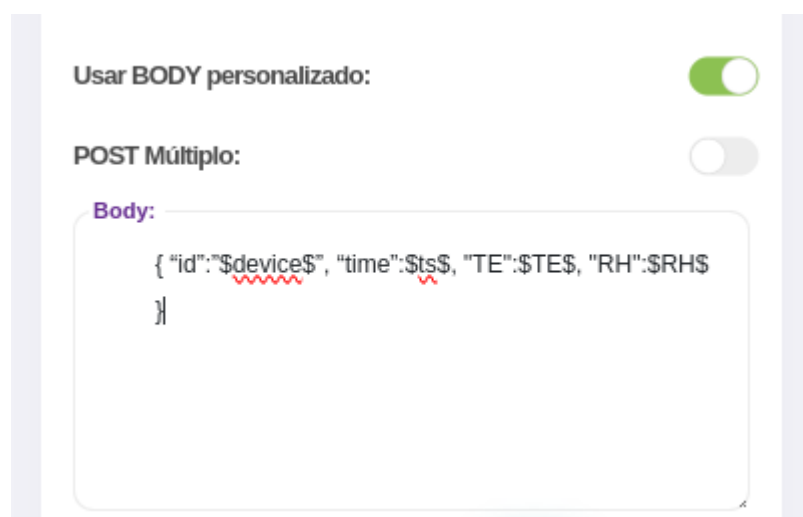 Usar BODY personalizado:
POST Múltiplo:
Body:
{ “id”:”$device$”, “time”:$ts$, "TE":$TE$, "RH":$RH$
}